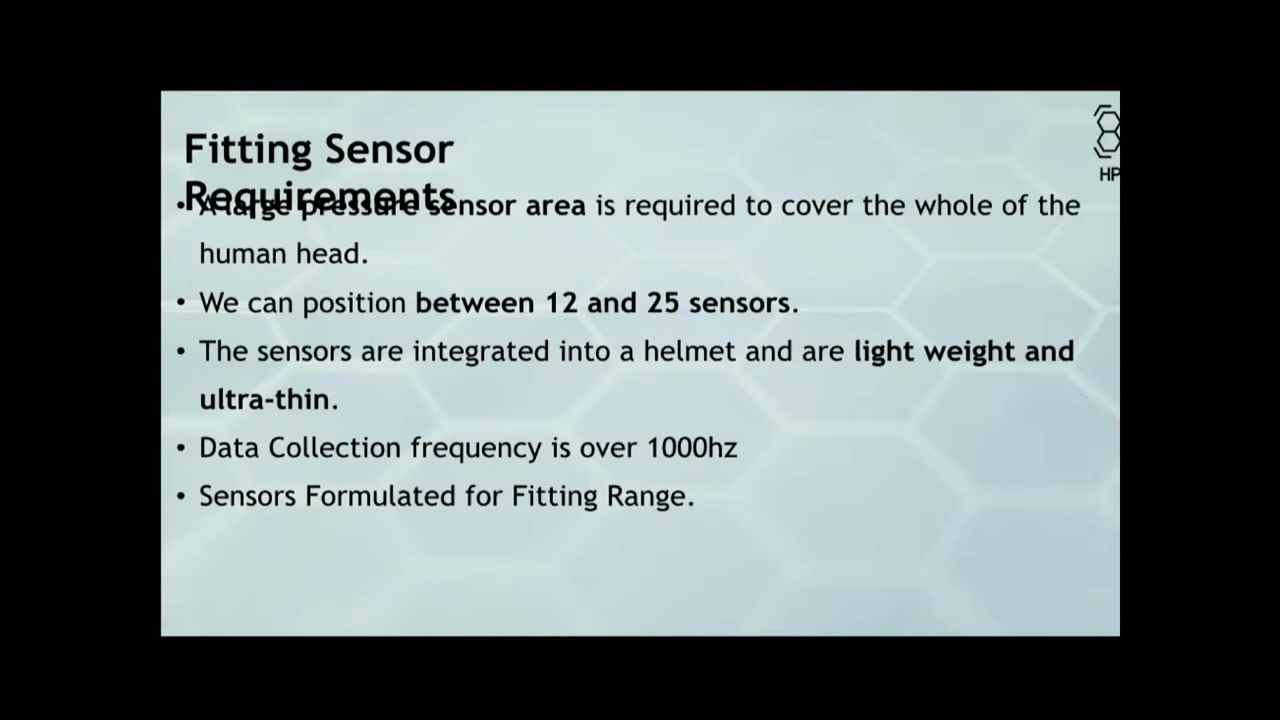 Fitting Sensor
Requirements
HP
• A large pressure sensor area is required to cover the whole of the
human head.
• We can position between 12 and 25 sensors.
• The sensors are integrated into a helmet and are light weight and
ultra-thin.
• Data Collection frequency is over 1000hz
• Sensors Formulated for Fitting Range.